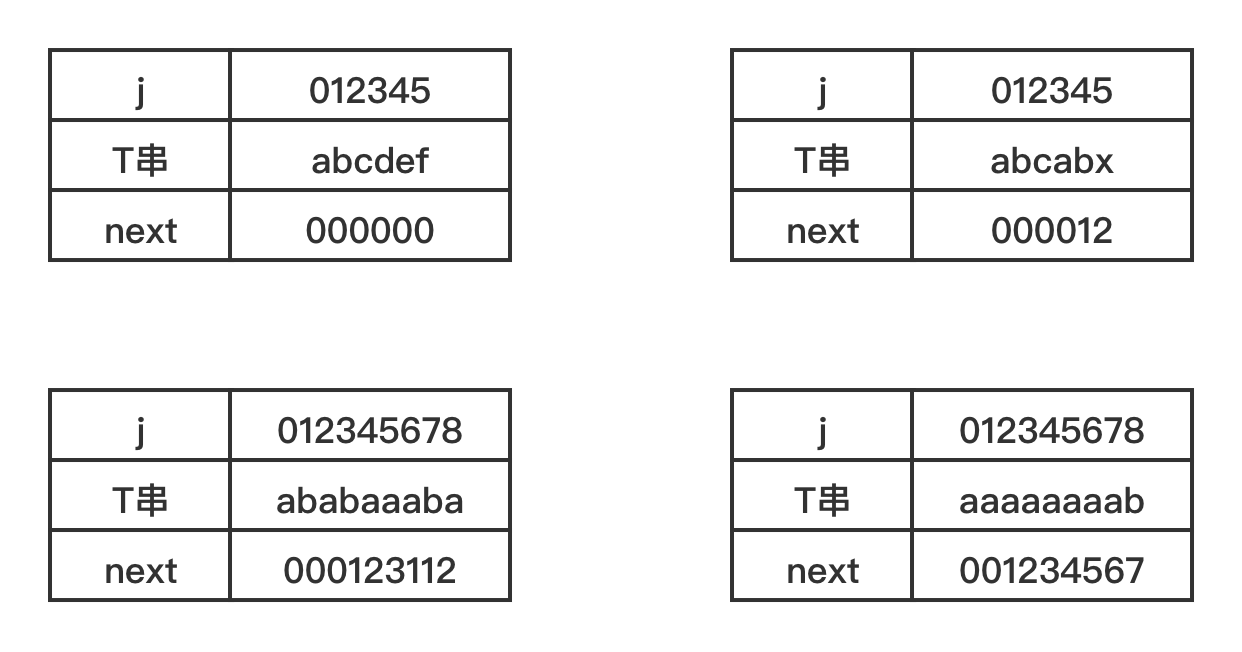 j 012345
T串 abcdef
next 000000
j 012345
T串 abcabx
next 000012
j 012345678
T串 ababaaaba
next 000123112
j 012345678
T串 aaaaaaaab
next 001234567